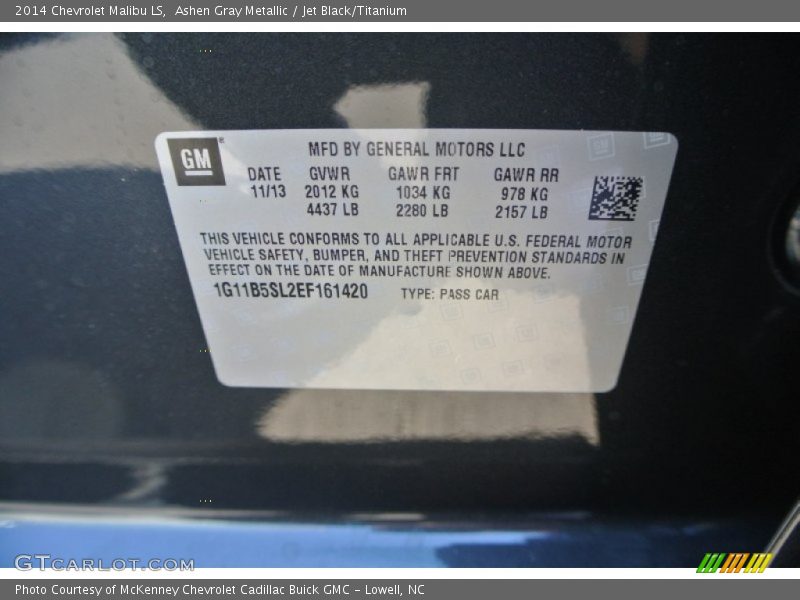 2014 Chevrolet Malibu LS,  Ashen Gray Metallic / Jet Black/Titanium
GM
MFD BY GENERAL MOTORS LLC
DATE GVWR GAWR FRT GAWR RR
11/13 2012 KG 1034 KG 978 KG
4437 LB 2280 LB 2157 LB
THIS VEHICLE CONFORMS TO ALL APPLICABLE U.S. FEDERAL MOTOR
VEHICLE SAFETY, BUMPER, AND THEFT PREVENTION STANDARDS IN
EFFECT ON THE DATE OF MANUFACTURE SHOWN ABOVE.
1G11B5SL2EF161420 TYPE: PASS CAR
GTCARLOT.COM
Photo Courtesy of McKenney Chevrolet Cadillac Buick GMC - Lowell, NC